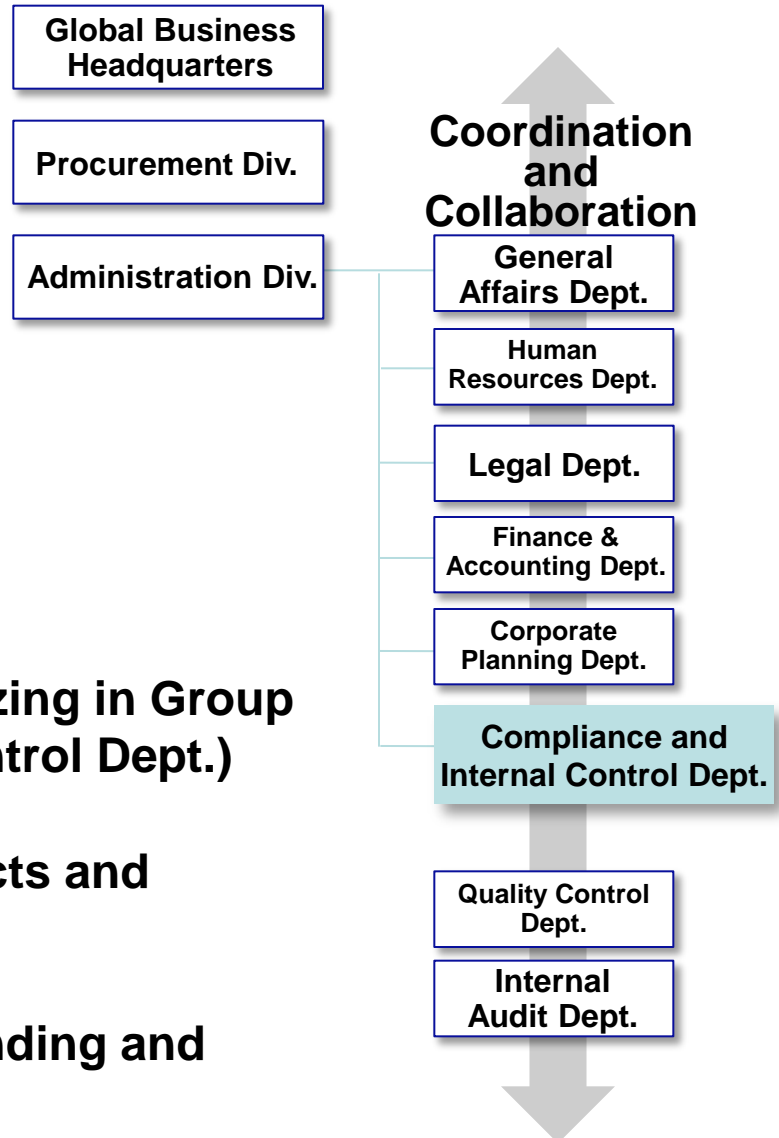 Global Business
Headquarters
Procurement Div.
Administration Div.
Coordination
and
Collaboration
General
Affairs Dept.
Human
Resources Dept.
Legal Dept.
Finance &
Accounting Dept.
Corporate
Planning Dept.
Compliance and
Internal Control Dept.
Quality Control
Dept.
Internal
Audit Dept.
zing in Group
ntrol Dept.)
cts and
nding and